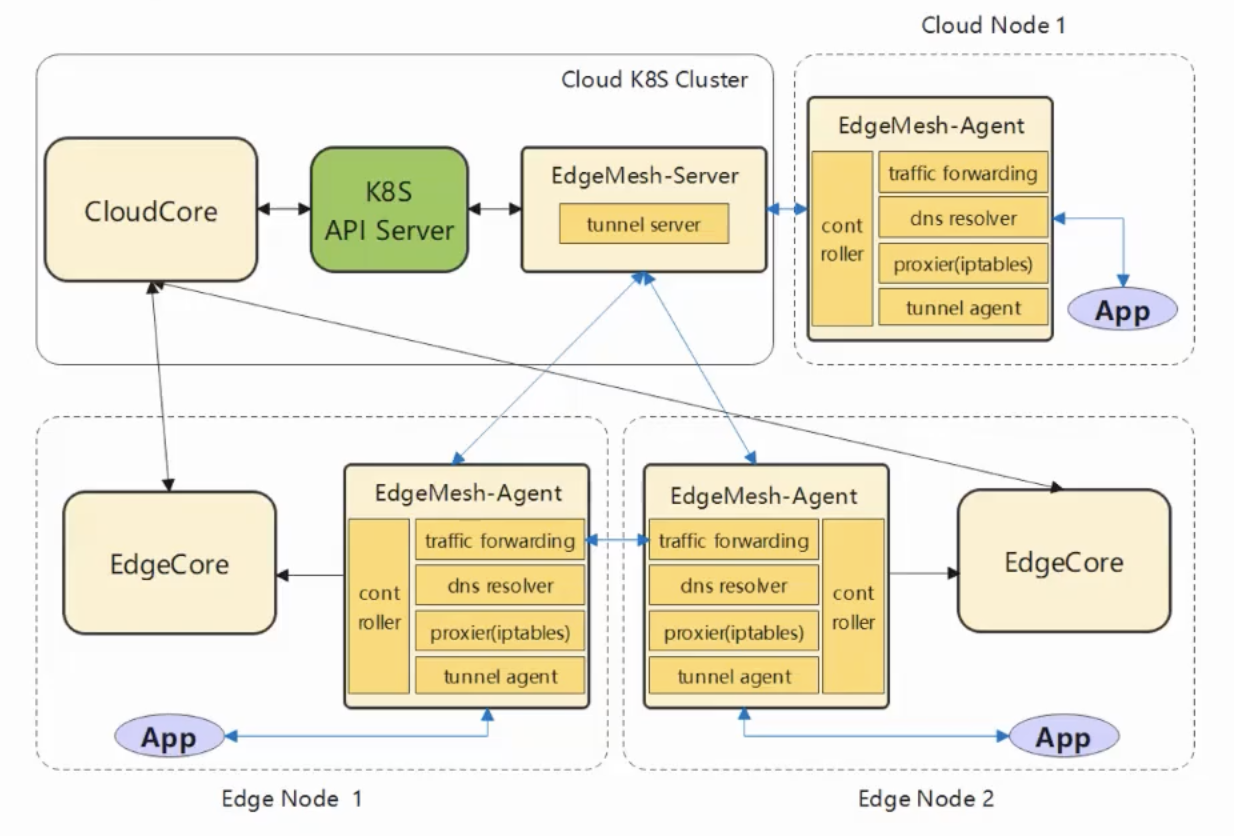 Cloud Node 1
Cloud K8S Cluster
CloudCore
K8S
API Server
EdgeMesh-Server
tunnel server
EdgeMesh-Agent
cont
roller
traffic forwarding
dns resolver
proxier(iptables)
tunnel agent
App
EdgeCore
EdgeMesh-Agent
cont
roller
traffic forwarding
dns resolver
proxier(iptables)
tunnel agent
App
Edge Node 1
EdgeMesh-Agent
traffic forwarding
dns resolver
proxier(iptables)
tunnel agent
cont
roller
EdgeCore
App
Edge Node 2